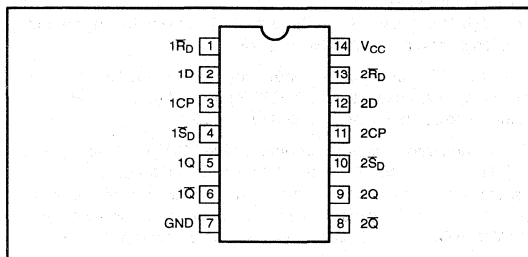 1R̅D 1 14 VCC
1D 2 13 2R̅D
1CP 3 12 2D
1S̅D 4 11 2CP
1Q 5 10 2S̅D
1Q̅ 6 9 2Q
GND 7 8 2Q̅